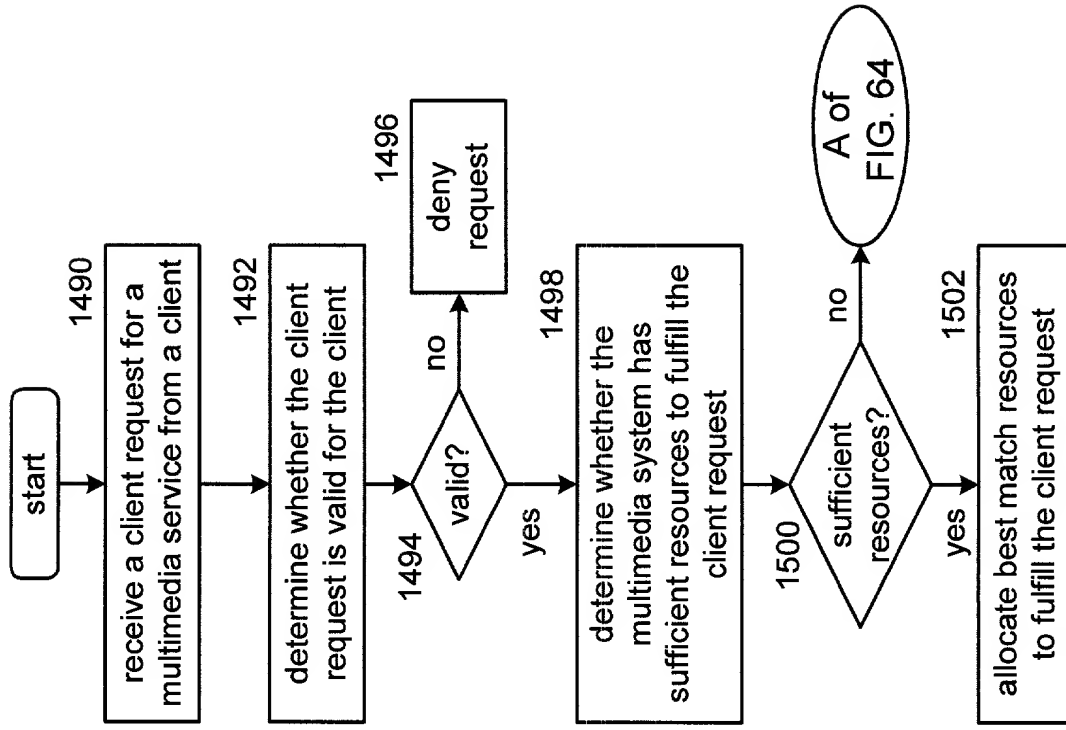 start
1490
receive a client request for a
multimedia service from a client
1492
determine whether the client
request is valid for the client
1494
valid?
no
1496
deny
request
yes
1498
determine whether the
multimedia system has
sufficient resources to fulfill the
client request
1500
sufficient
resources?
no
A of
FIG. 64
yes
1502
allocate best match resources
to fulfill the client request